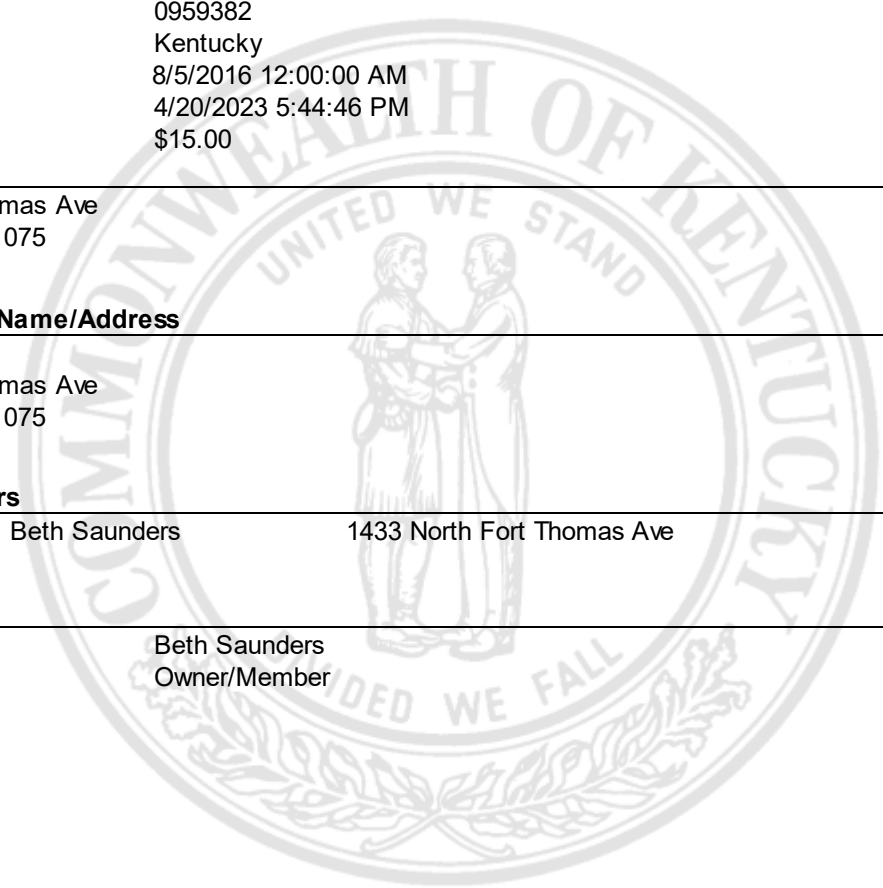 0959382
Kentucky
8/5/2016 12:00:00 AM
4/20/2023 5:44:46 PM
$15.00
mas Ave
075
Name/Address
mas Ave
075
rs
Beth Saunders 1433 North Fort Thomas Ave
Beth Saunders
Owner/Member
COMMONWEALTH OF KENTUCKY
UNITED WE STAND
DIVIDED WE FALL